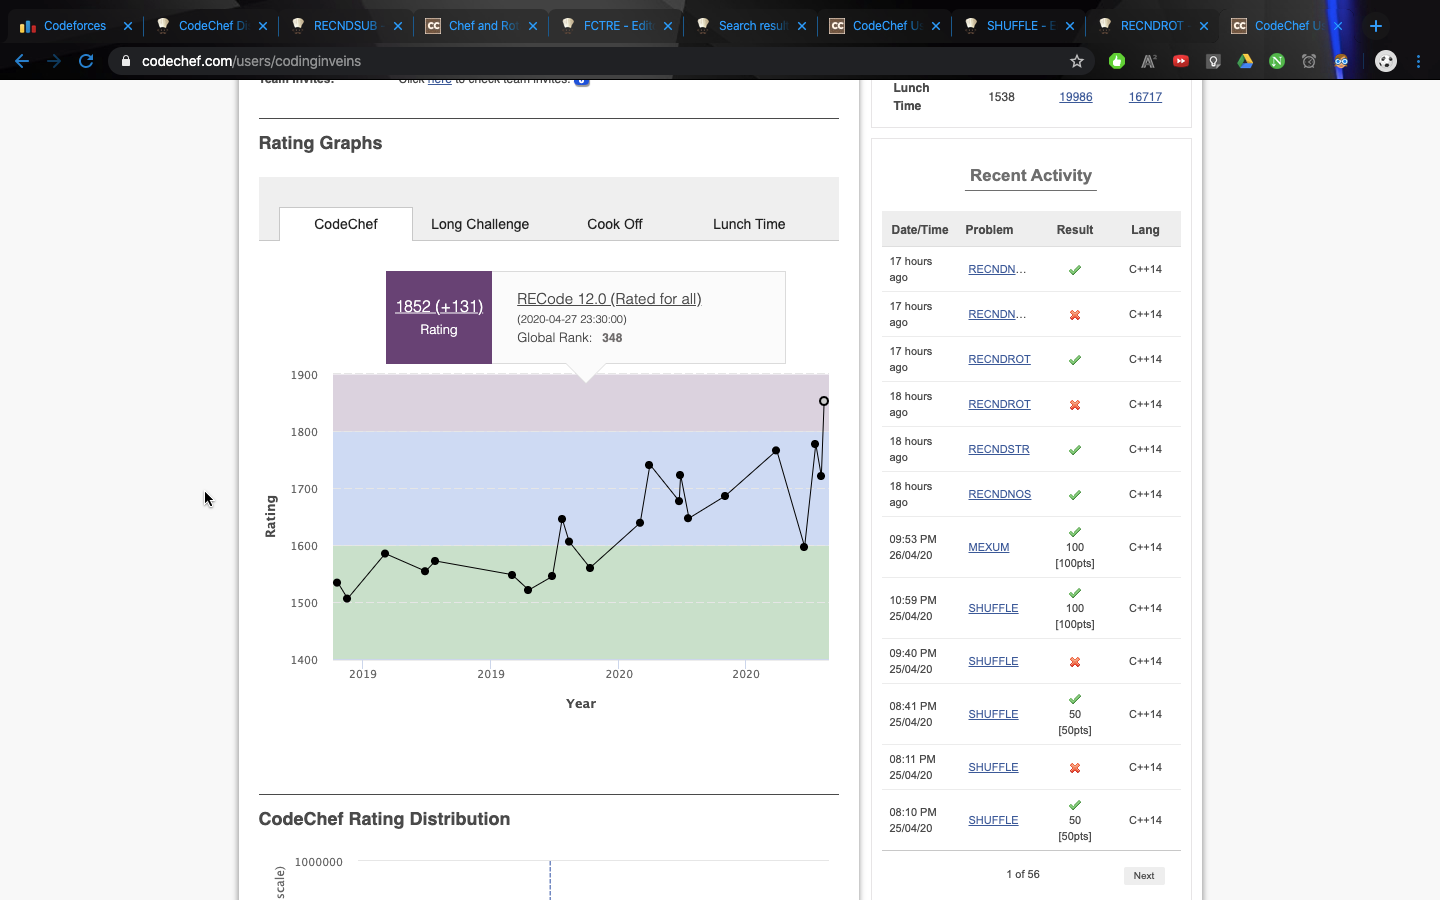 Codeforces
CodeChef Di
RECNDSUB -
Chef and Ro
FCTRE - Edit
Search resul
CodeChef Us
SHUFFLE - E
RECNDROT
CodeChef U
codechef.com/users/codinginveins
Team Invites:
Click here to check team invites.
Rating Graphs
CodeChef
Long Challenge
Cook Off
Lunch Time
1852 (+131)
Rating
RECode 12.0 (Rated for all)
(2020-04-27 23:30:00)
Global Rank: 348
1900
1800
1700
1600
1500
1400
Rating
2019
2019
2020
2020
Year
CodeChef Rating Distribution
1000000
scale)
Lunch
Time
1538
19986
16717
Recent Activity
Date/Time Problem Result Lang
17 hours
ago
RECNDN...
C++14
17 hours
ago
RECNDN...
C++14
17 hours
ago
RECNDROT
C++14
18 hours
ago
RECNDROT
C++14
18 hours
ago
RECNDSTR
C++14
18 hours
ago
RECNDNOS
C++14
09:53 PM
26/04/20
MEXUM
100
[100pts]
C++14
10:59 PM
25/04/20
SHUFFLE
100
[100pts]
C++14
09:40 PM
25/04/20
SHUFFLE
C++14
08:41 PM
25/04/20
SHUFFLE
50
[50pts]
C++14
08:11 PM
25/04/20
SHUFFLE
C++14
08:10 PM
25/04/20
SHUFFLE
50
[50pts]
C++14
1 of 56
Next